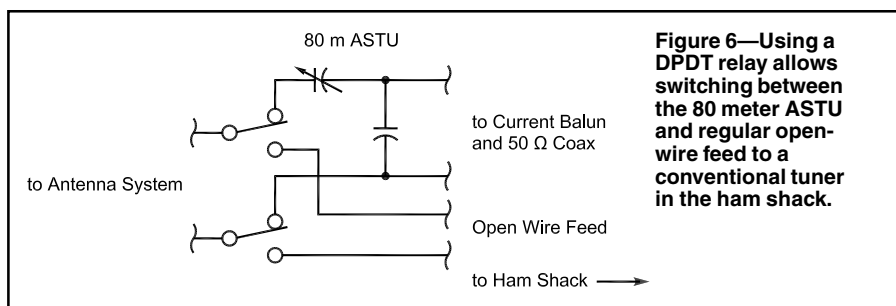 80 m ASTU
to Current Balun
and 50 Ω Coax
to Antenna System
Open Wire Feed
to Ham Shack
Figure 6—Using a
DPDT relay allows
switching between
the 80 meter ASTU
and regular open-
wire feed to a
conventional tuner
in the ham shack.